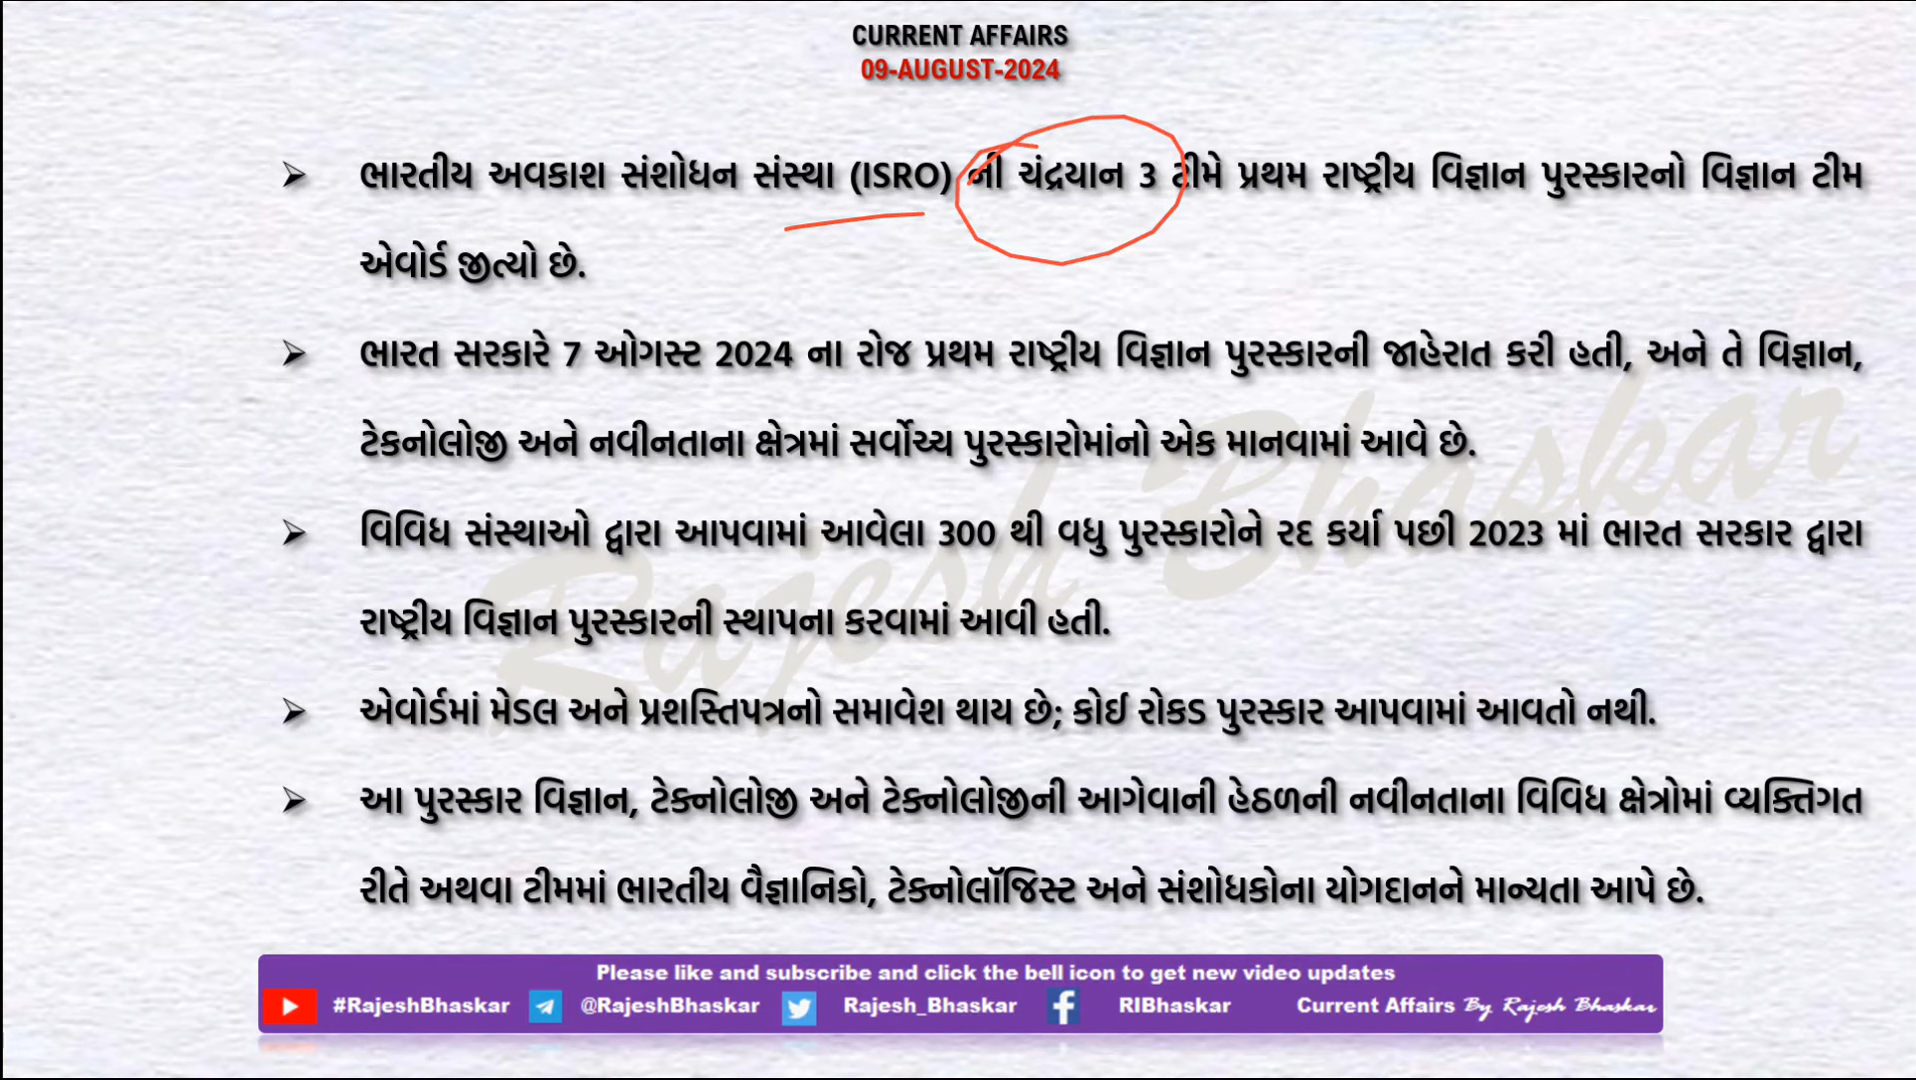 CURRENT AFFAIRS
09-AUGUST-2024
➢ ભારતીય અવકાશ સંશોધન સંસ્થા (ISRO) ની ચંદ્રયાન 3 ટીમે પ્રથમ રાષ્ટ્રીય વિજ્ઞાન પુરસ્કારનો વિજ્ઞાન ટીમ
એવોર્ડ જીત્યો છે.
➢ ભારત સરકારે 7 ઓગસ્ટ 2024 ના રોજ પ્રથમ રાષ્ટ્રીય વિજ્ઞાન પુરસ્કારની જાહેરાત કરી હતી, અને તે વિજ્ઞાન,
ટેકનોલોજી અને નવીનતાના ક્ષેત્રમાં સર્વોચ્ચ પુરસ્કારોમાંનો એક માનવામાં આવે છે.
➢ વિવિધ સંસ્થાઓ દ્વારા આપવામાં આવેલા 300 થી વધુ પુરસ્કારોને રદ કર્યા પછી 2023 માં ભારત સરકાર દ્વારા
રાષ્ટ્રીય વિજ્ઞાન પુરસ્કારની સ્થાપના કરવામાં આવી હતી.
➢ એવોર્ડમાં મેડલ અને પ્રશસ્તિપત્રનો સમાવેશ થાય છે; કોઈ રોકડ પુરસ્કાર આપવામાં આવતો નથી.
➢ આ પુરસ્કાર વિજ્ઞાન, ટેક્નોલોજી અને ટેક્નોલોજીની આગેવાની હેઠળની નવીનતાના વિવિધ ક્ષેત્રોમાં વ્યક્તિગત
રીતે અથવા ટીમમાં ભારતીય વૈજ્ઞાનિકો, ટેક્નોલૉજિસ્ટ અને સંશોધકોના યોગદાનને માન્યતા આપે છે.
Rajesh Bhaskar
Please like and subscribe and click the bell icon to get new video updates
#RajeshBhaskar @RajeshBhaskar Rajesh_Bhaskar RIBhaskar Current Affairs By Rajesh Bhaskar